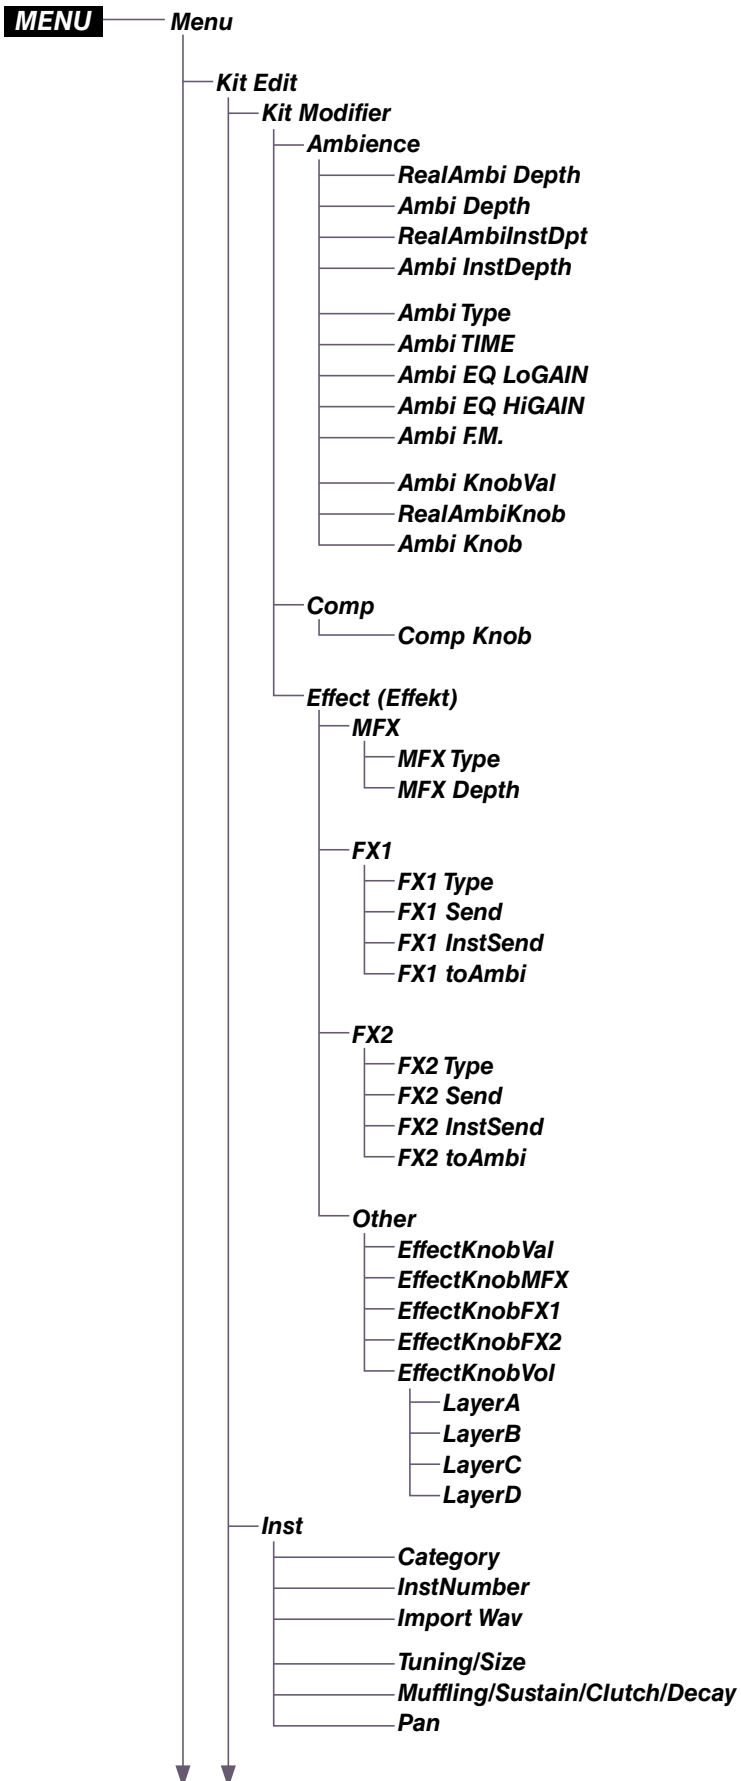 MENU Menu
Kit Edit
Kit Modifier
Ambience
RealAmbi Depth
Ambi Depth
RealAmbiInstDpt
Ambi InstDepth
Ambi Type
Ambi TIME
Ambi EQ LoGAIN
Ambi EQ HiGAIN
Ambi F.M.
Ambi KnobVal
RealAmbiKnob
Ambi Knob
Comp
Comp Knob
Effect (Effekt)
MFX
MFX Type
MFX Depth
FX1
FX1 Type
FX1 Send
FX1 InstSend
FX1 toAmbi
FX2
FX2 Type
FX2 Send
FX2 InstSend
FX2 toAmbi
Other
EffectKnobVal
EffectKnobMFX
EffectKnobFX1
EffectKnobFX2
EffectKnobVol
LayerA
LayerB
LayerC
LayerD
Inst
Category
InstNumber
Import Wav
Tuning/Size
Muffling/Sustain/Clutch/Decay
Pan